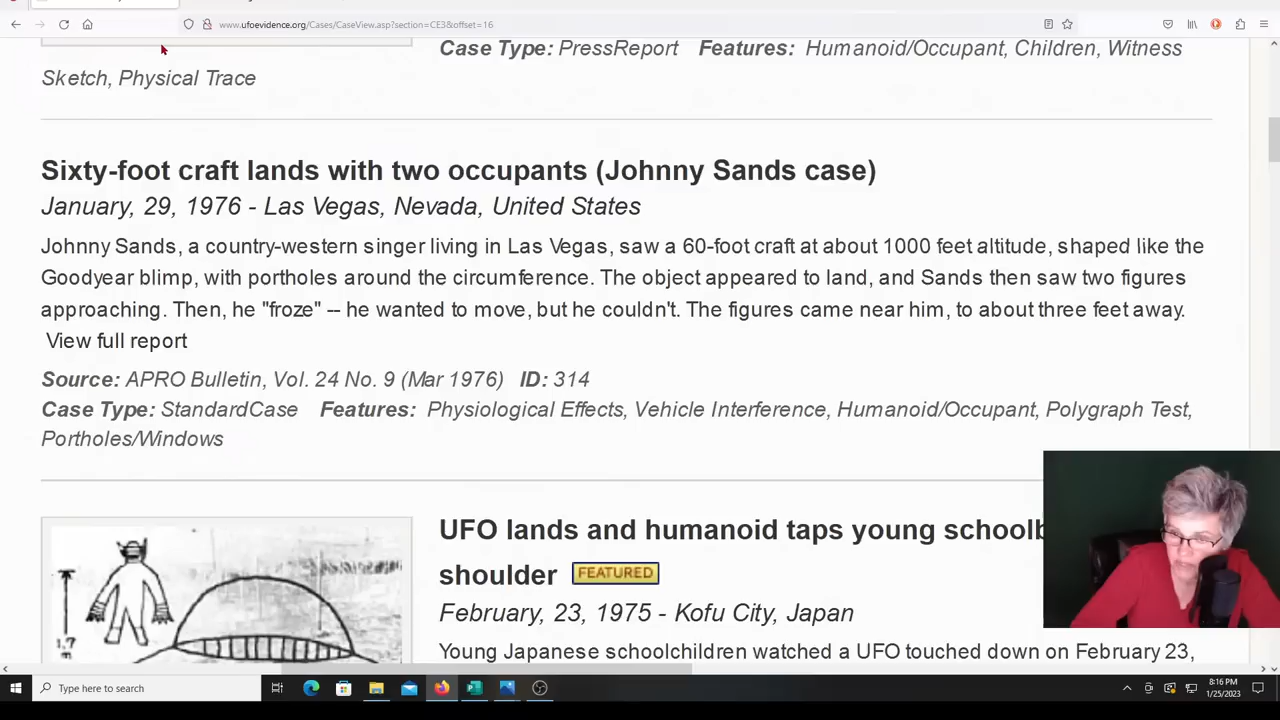 www.ufoevidence.org/Cases/CaseView.asp?section=CE3&offset=16
Case Type: PressReport Features: Humanoid/Occupant, Children, Witness
Sketch, Physical Trace
Sixty-foot craft lands with two occupants (Johnny Sands case)
January, 29, 1976 - Las Vegas, Nevada, United States
Johnny Sands, a country-western singer living in Las Vegas, saw a 60-foot craft at about 1000 feet altitude, shaped like the
Goodyear blimp, with portholes around the circumference. The object appeared to land, and Sands then saw two figures
approaching. Then, he "froze" -- he wanted to move, but he couldn't. The figures came near him, to about three feet away.
View full report
Source: APRO Bulletin, Vol. 24 No. 9 (Mar 1976) ID: 314
Case Type: StandardCase Features: Physiological Effects, Vehicle Interference, Humanoid/Occupant, Polygraph Test,
Portholes/Windows
UFO lands and humanoid taps young schoolb
shoulder FEATURED
February, 23, 1975 - Kofu City, Japan
1.7
m
Young Japanese schoolchildren watched a UFO touched down on February 23,
Type here to search
8:16 PM
1/25/2023